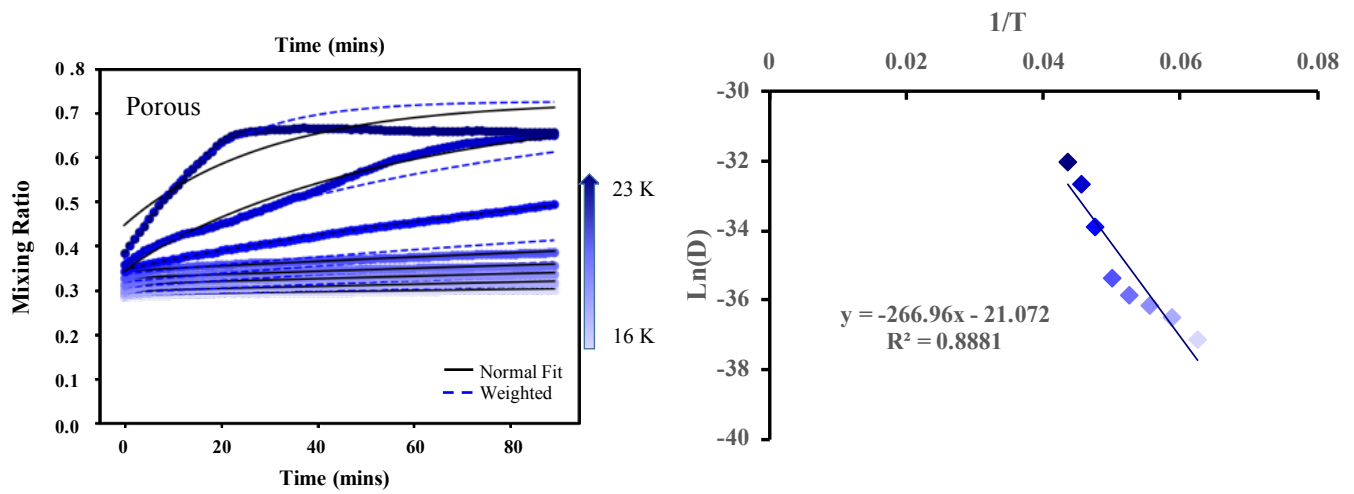 Time (mins)
0.8
0.7
0.6
0.5
0.4
0.3
0.2
0.1
0.0
Mixing Ratio
Porous
Normal Fit
Weighted
0
20
40
60
80
Time (mins)
23 K
16 K
1/T
0
0.02
0.04
0.06
0.08
-30
-32
-34
-36
-38
-40
Ln(D)
y = -266.96x - 21.072
R² = 0.8881